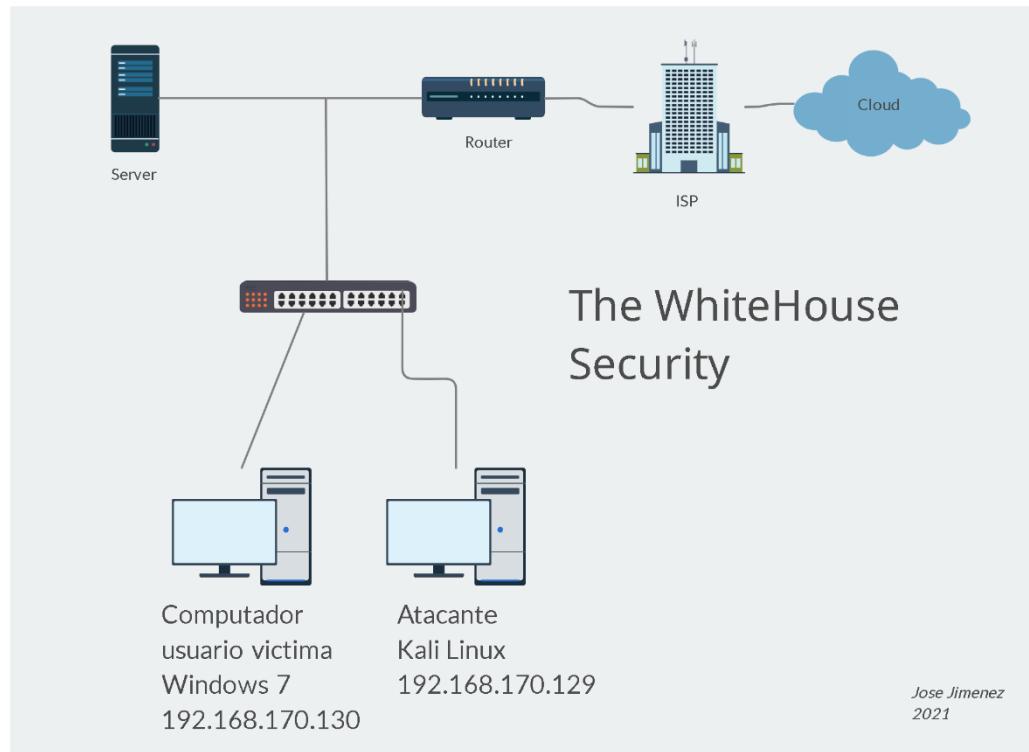 Server
Router
ISP
Cloud
The WhiteHouse
Security
Computador
usuario victima
Windows 7
192.168.170.130
Atacante
Kali Linux
192.168.170.129
Jose Jimenez
2021